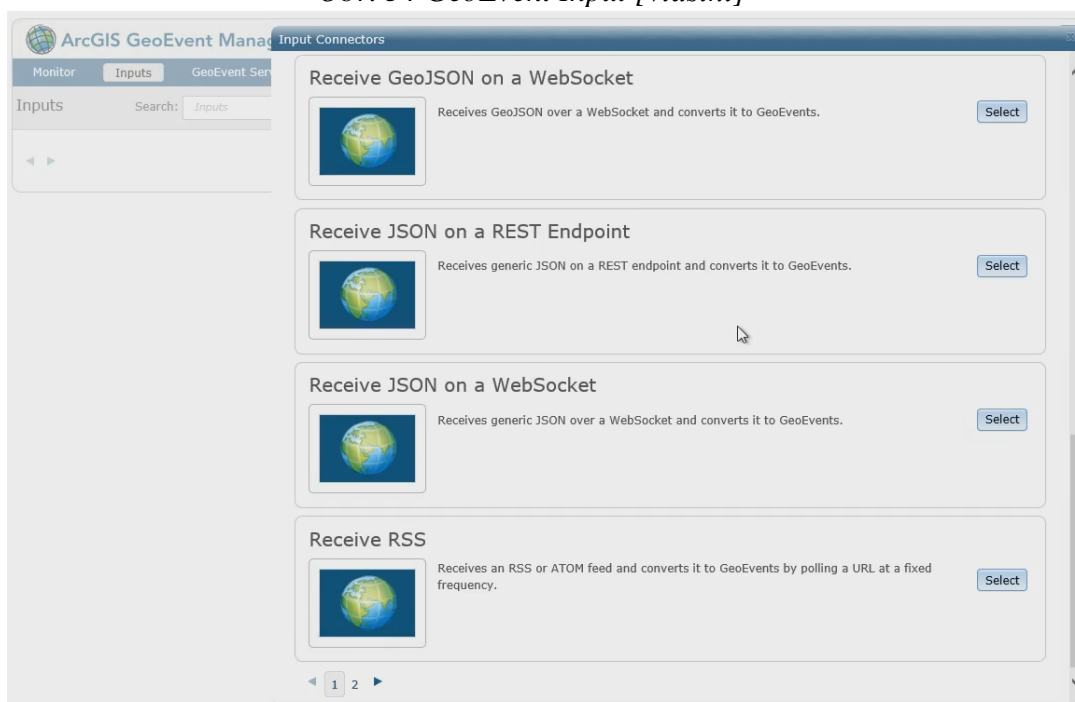 ArcGIS GeoEvent Manag
Input Connectors
Monitor Inputs GeoEvent Ser
Inputs Search: Inputs
Receive GeoJSON on a WebSocket
Receives GeoJSON over a WebSocket and converts it to GeoEvents.
Select
Receive JSON on a REST Endpoint
Receives generic JSON on a REST endpoint and converts it to GeoEvents.
Select
Receive JSON on a WebSocket
Receives generic JSON over a WebSocket and converts it to GeoEvents.
Select
Receive RSS
Receives an RSS or ATOM feed and converts it to GeoEvents by polling a URL at a fixed
frequency.
Select
1 2